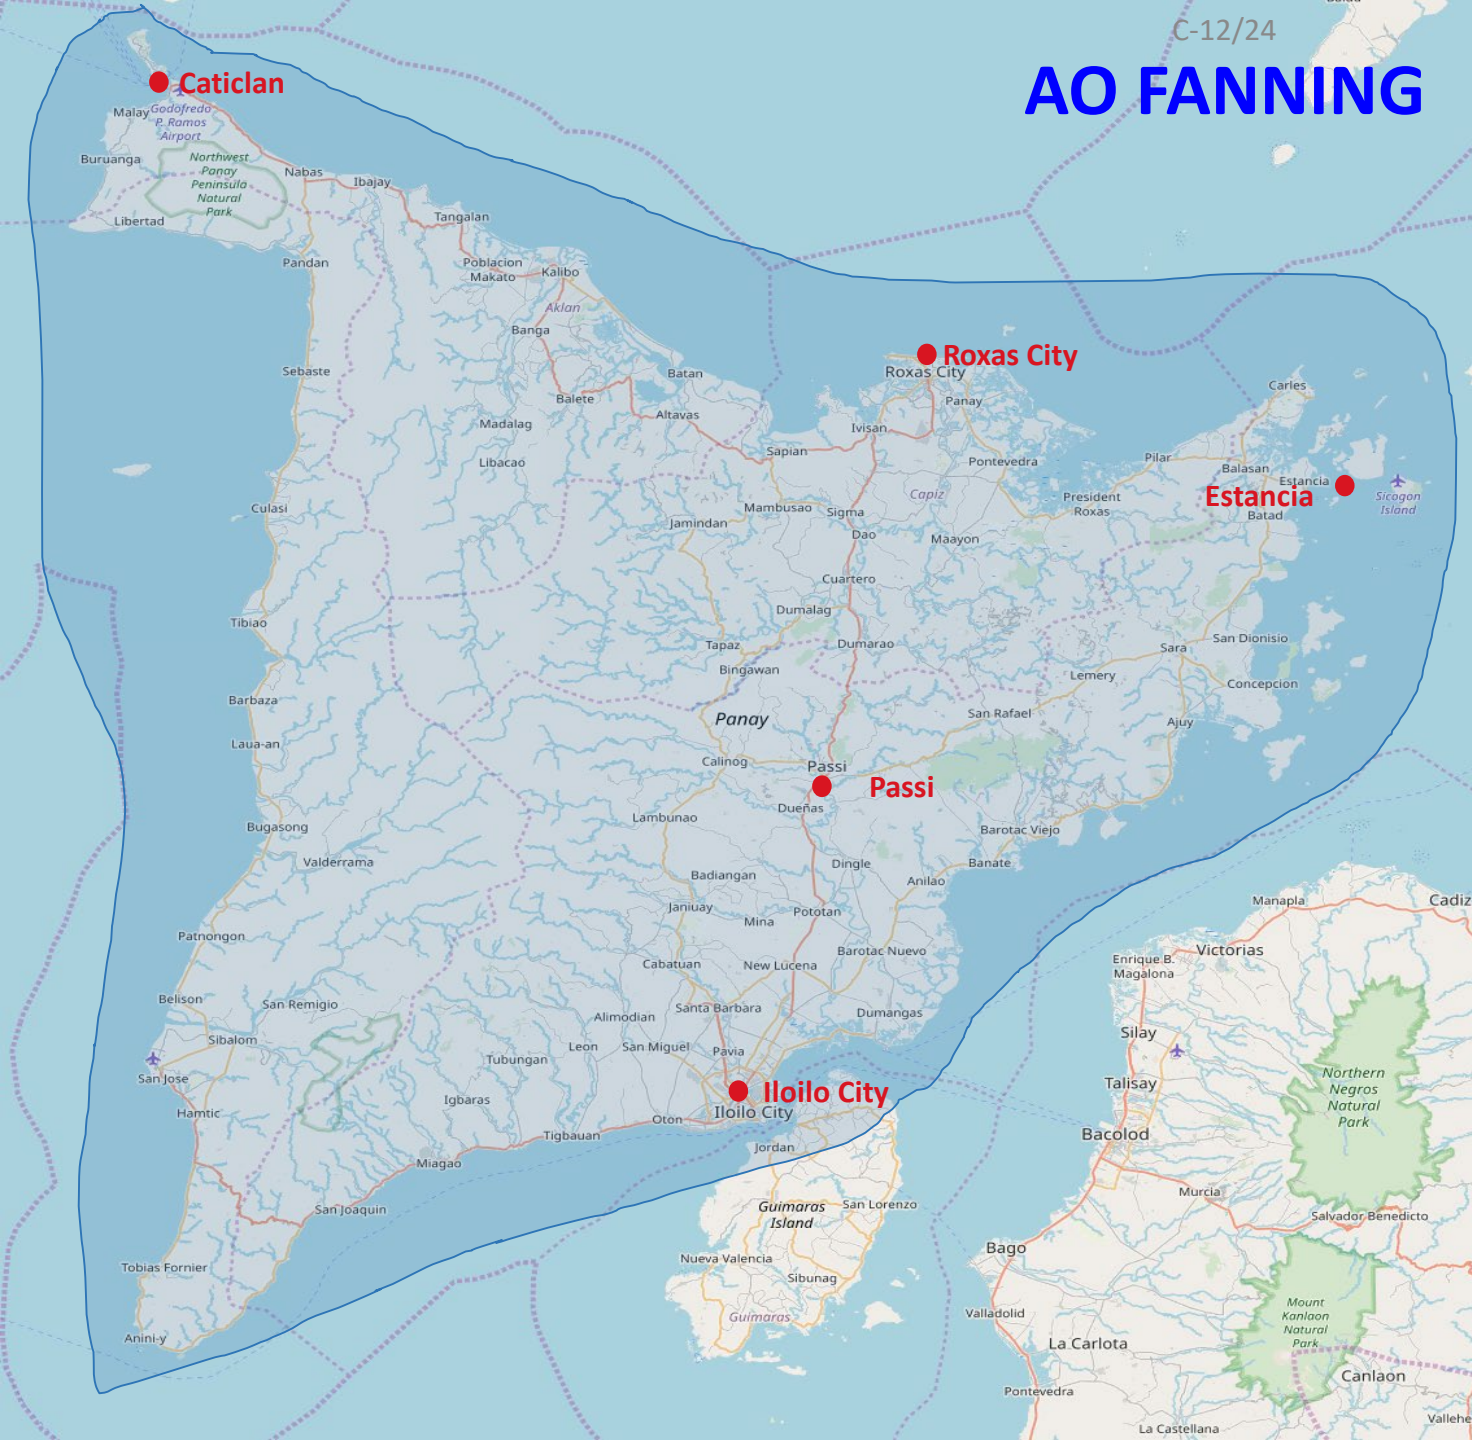 C-12/24
AO FANNING
Caticlan
Malay
Godofredo
P. Ramos
Airport
Buruanga
Northwest
Panay
Peninsula
Natural
Park
Nabas
Ibajay
Libertad
Tangalan
Pandan
Poblacion
Makato
Kalibo
Aklan
Banga
Roxas City
Roxas City
Sebaste
Batan
Carles
Balete
Panay
Altavas
Madalag
Ivisan
Sapian
Libacao
Pontevedra
Pilar
Balasan
Estancia
Estancia
Sicogon
Island
Capiz
President
Roxas
Batad
Culasi
Mambusao
Sigma
Jamindan
Dao
Maayon
Cuartero
Dumalag
Tibiao
Tapaz
Dumarao
San Dionisio
Sara
Bingawan
Lemery
Concepcion
Barbaza
Panay
San Rafael
Ajuy
Laua-an
Calinog
Passi
Passi
Dueñas
Lambunao
Bugasong
Barotac Viejo
Valderrama
Dingle
Banate
Badiangan
Anilao
Janiuay
Mina
Pototan
Manapla
Cadiz
Patnongon
Barotac Nuevo
Victorias
Cabatuan
New Lucena
Enrique B.
Magalona
Belison
San Remigio
Santa Barbara
Dumangas
Alimodian
Silay
Sibalom
Leon
San Miguel
Pavia
Tubungan
San Jose
Northern
Negros
Natural
Park
Talisay
Iloilo City
Iloilo City
Igbaras
Hamtic
Oton
Tigbauan
Bacolod
Jordan
Miagao
Murcia
San Joaquin
Guimaras
Island
San Lorenzo
Salvador Benedicto
Bago
Nueva Valencia
Tobias Fornier
Sibunag
Guimaras
Valladolid
Mount
Kanlaon
Natural
Park
Anini-y
La Carlota
Canlaon
Pontevedra
La Castellana
Vallehe